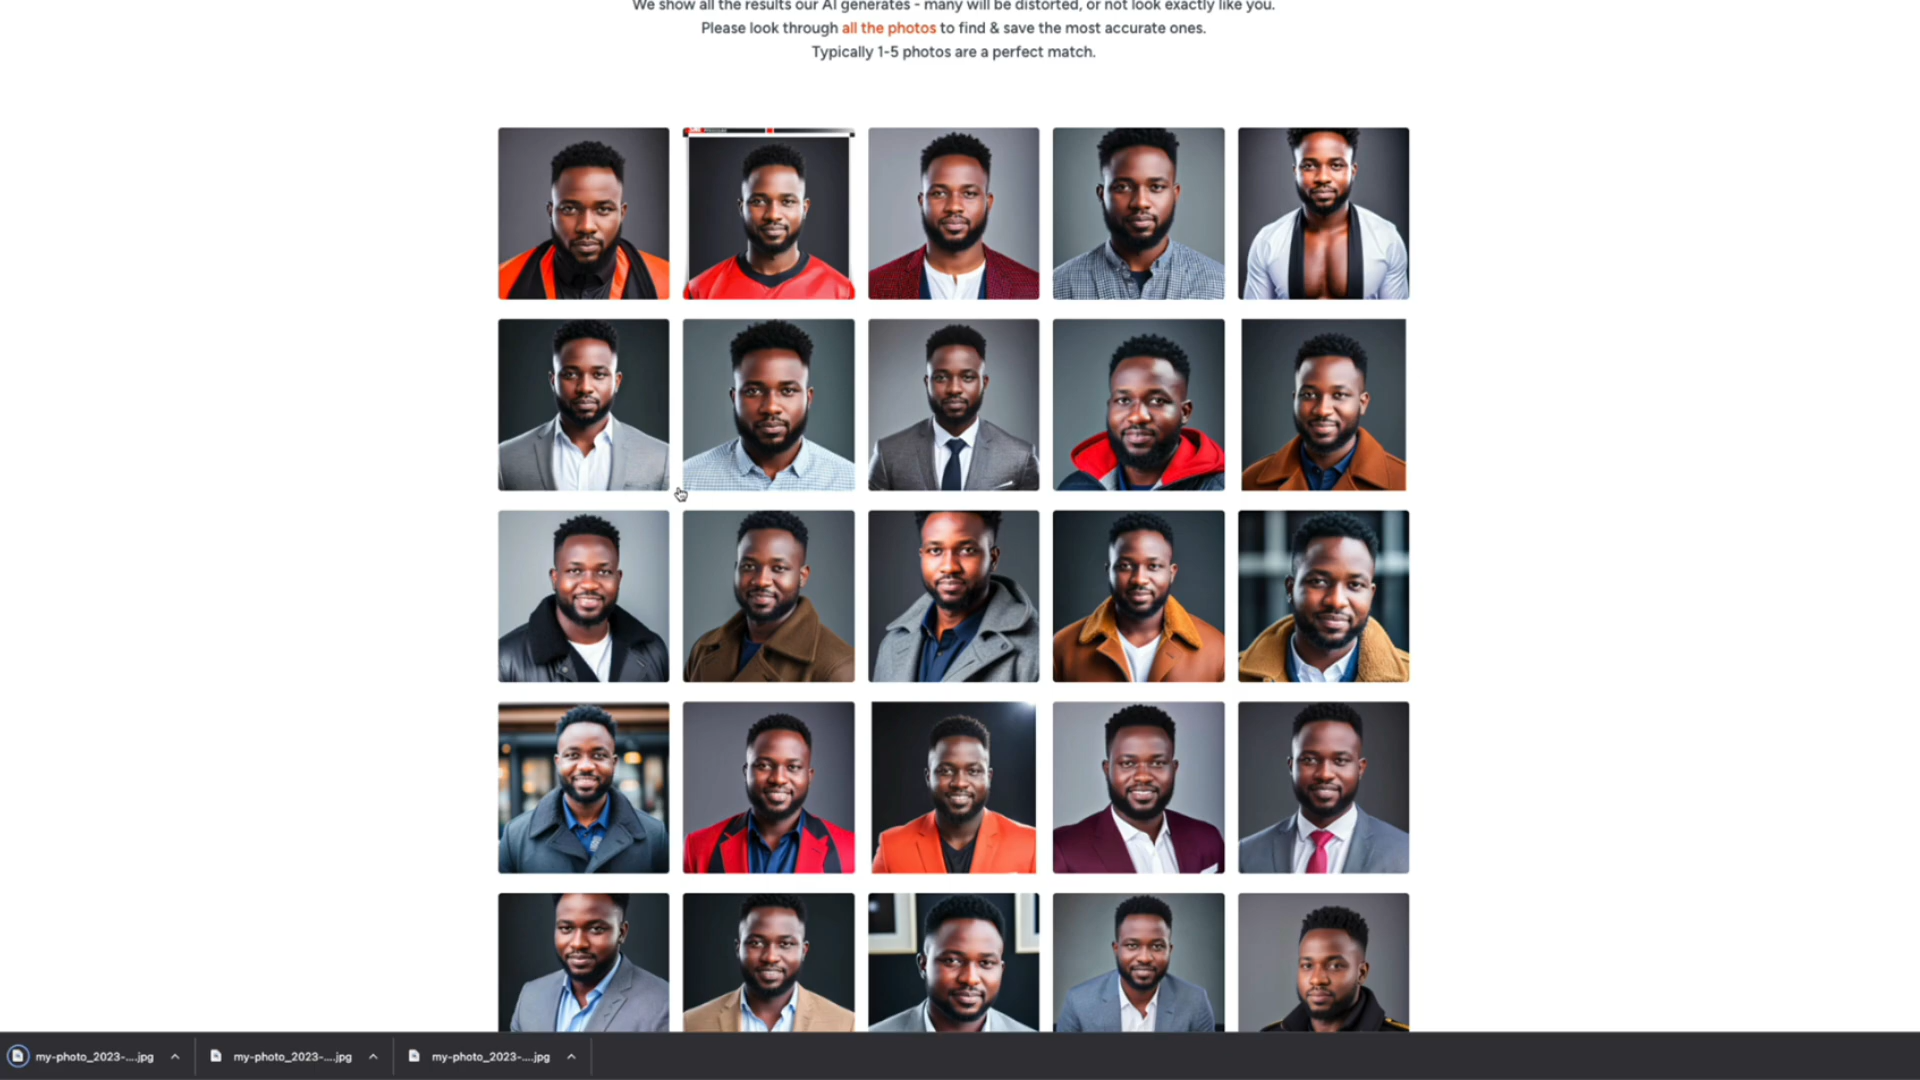 We show all the results our AI generates - many will be distorted, or not look exactly like you.
Please look through all the photos to find & save the most accurate ones.
Typically 1-5 photos are a perfect match.
my-photo_2023-....jpg
my-photo_2023-....jpg
my-photo_2023-....jpg